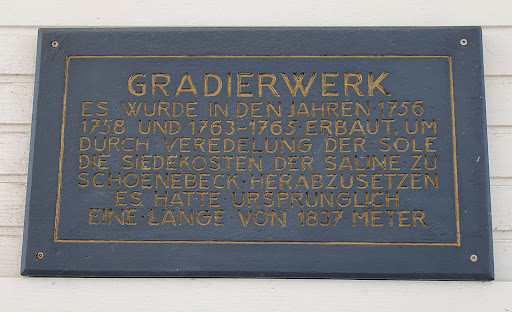 GRADIERWERK
ES WURDE IN DEN JAHREN 1756
1758 UND 1763-1765 ERBAUT, UM
DURCH VEREDELUNG DER SOLE
DIE SIEDEKOSTEN DER SALINE ZU
SCHOENEBECK HERABZUSETZEN
ES HATTE URSPRÜNGLICH
EINE LÄNGE VON 1837 METER